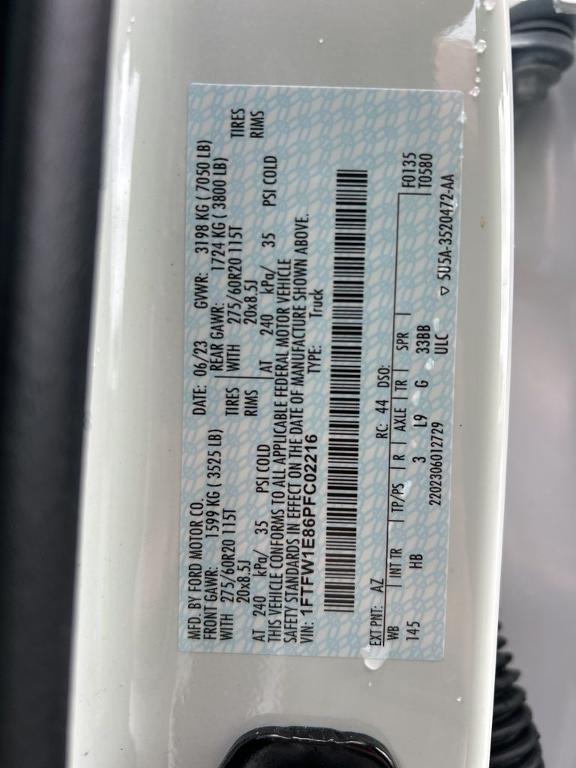 MFD. BY FORD MOTOR CO
DATE: 06/23 GVWR: 3198 KG ( 7050 LB)
FRONT GAWR: 1599 KG ( 3525 LB) REAR GAWR: 1724 KG ( 3800 LB)
WITH 275/60R20 115T TIRES WITH 275/60R20 115T TIRES
20x8.5J RIMS 20x8.5J RIMS
AT 240 kPa/ 35 PSI COLD AT 240 kPa/ 35 PSI COLD
THIS VEHICLE CONFORMS TO ALL APPLICABLE FEDERAL MOTOR VEHICLE
SAFETY STANDARDS IN EFFECT ON THE DATE OF MANUFACTURE SHOWN ABOVE.
VIN: 1FTFW1E86PFC02216 TYPE: Truck
EXT PNT: AZ RC: 44 DSO: F0135
WB INT TR TP/PS R AXLE TR SPR T0580
145 HB 3 L9 G 33BB
2202306012729 ULC ▽ 5U5A-3520472-AA